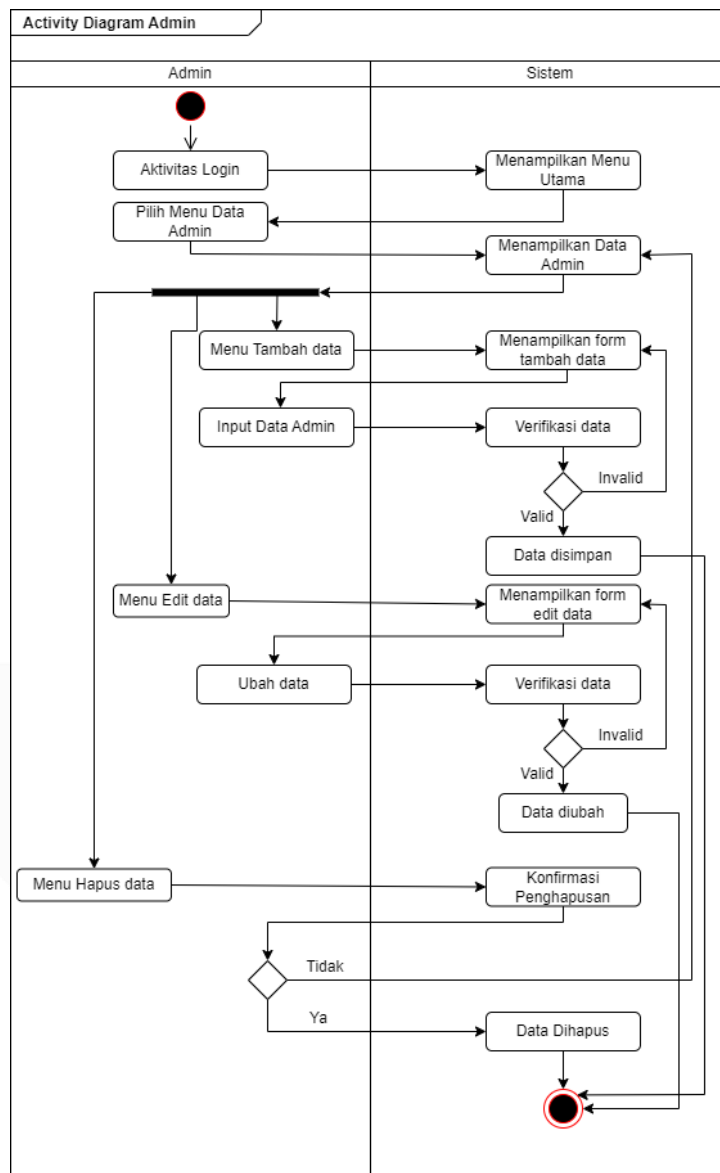 Activity Diagram Admin
Admin
Sistem
Aktivitas Login
Menampilkan Menu
Utama
Pilih Menu Data
Admin
Menampilkan Data
Admin
Menu Tambah data
Menampilkan form
tambah data
Input Data Admin
Verifikasi data
Invalid
Valid
Data disimpan
Menu Edit data
Menampilkan form
edit data
Ubah data
Verifikasi data
Invalid
Valid
Data diubah
Menu Hapus data
Konfirmasi
Penghapusan
Tidak
Ya
Data Dihapus